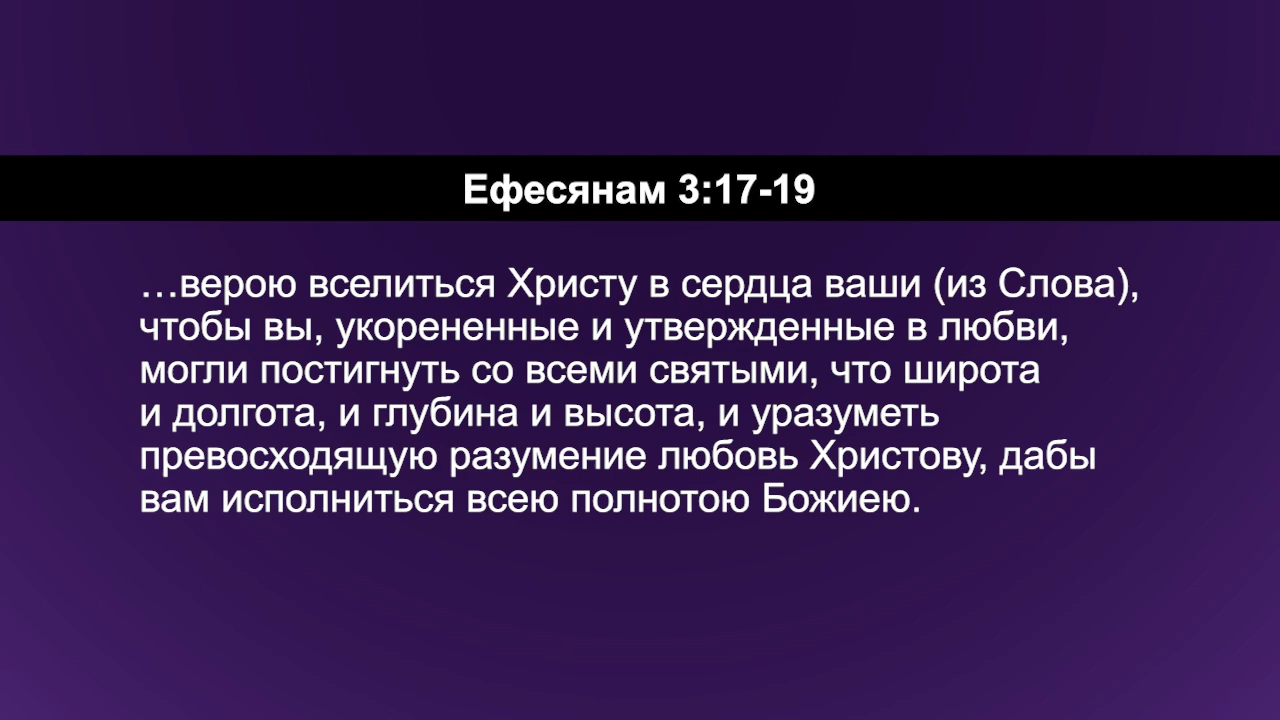 Ефесянам 3:17-19
…верою вселиться Христу в сердца ваши (из Слова),
чтобы вы, укорененные и утвержденные в любви,
могли постигнуть со всеми святыми, что широта
и долгота, и глубина и высота, и уразуметь
превосходящую разумение любовь Христову, дабы
вам исполниться всею полнотою Божиею.